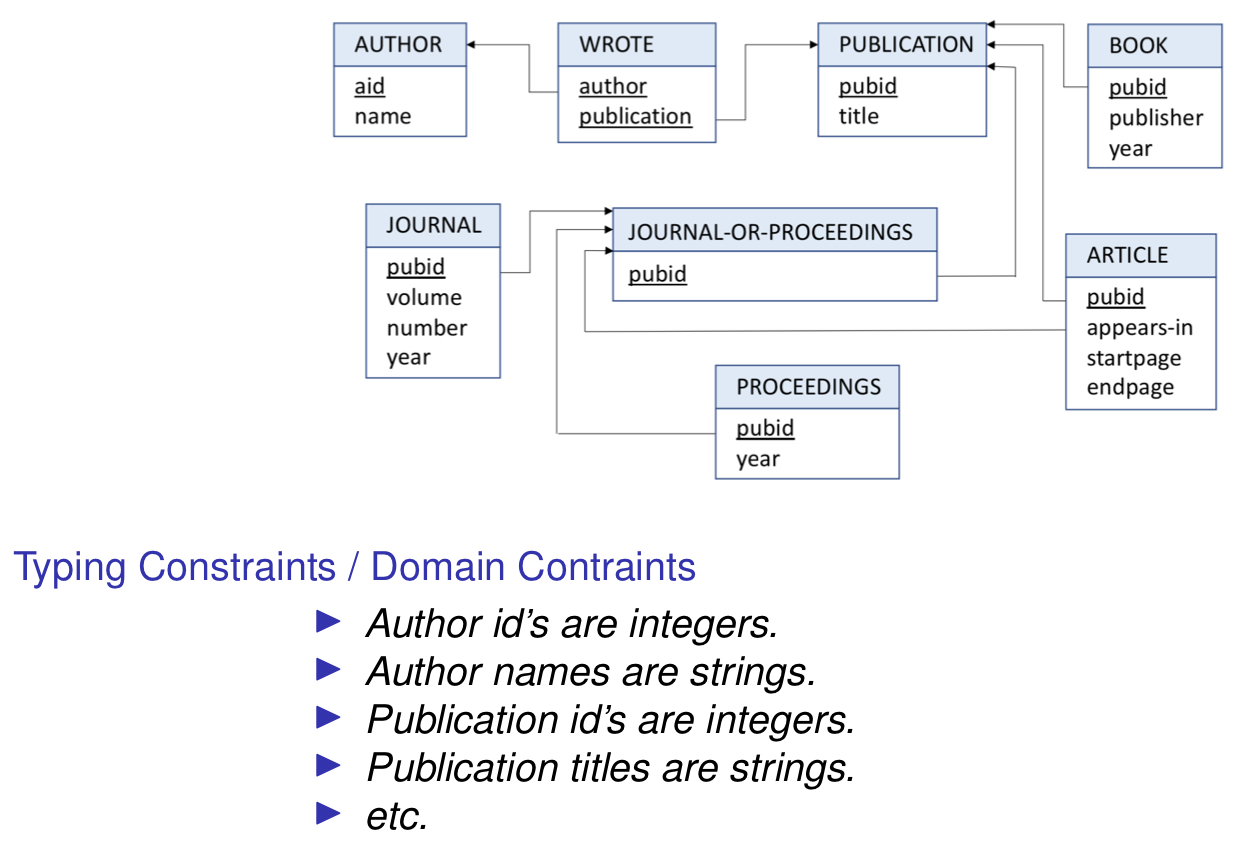 AUTHOR
aid
name
WROTE
author
publication
PUBLICATION
pubid
title
BOOK
pubid
publisher
year
JOURNAL
pubid
volume
number
year
JOURNAL-OR-PROCEEDINGS
pubid
ARTICLE
pubid
appears-in
startpage
endpage
PROCEEDINGS
pubid
year
Typing Constraints / Domain Contraints
Author id's are integers.
Author names are strings.
Publication id's are integers.
Publication titles are strings.
etc.